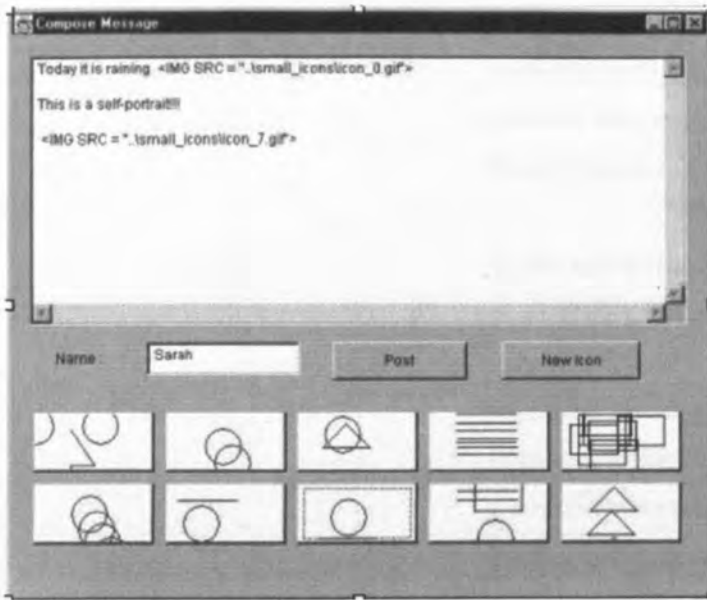 Compose Message
Today it is raining <IMG SRC = "..\small_icons\icon_0.gif">
This is a self-portrait!!!
<IMG SRC = "..\small_icons\icon_7.gif">
Name
Sarah
Post
New Icon